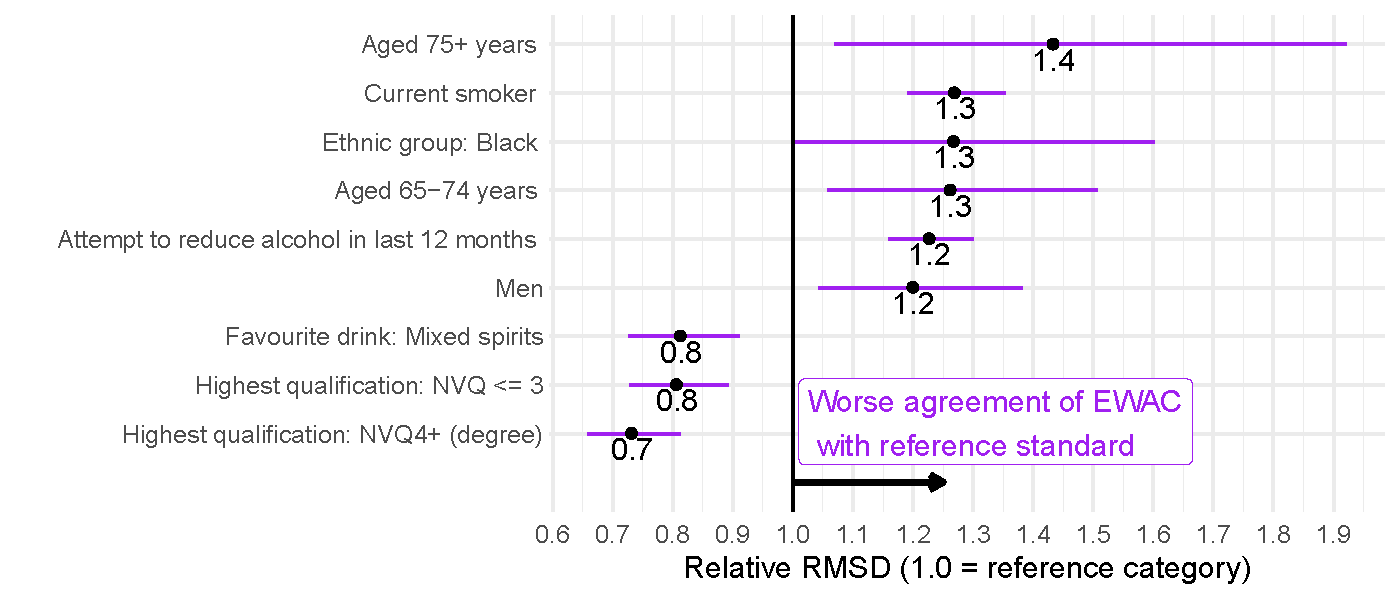 Aged 75+ years
1.4
Current smoker
1.3
Ethnic group: Black
1.3
Aged 65−74 years
1.3
Attempt to reduce alcohol in last 12 months
1.2
Men
1.2
Favourite drink: Mixed spirits
0.8
Highest qualification: NVQ <= 3
0.8
Highest qualification: NVQ4+ (degree)
0.7
Worse agreement of EWAC
with reference standard
0.6 0.7 0.8 0.9 1.0 1.1 1.2 1.3 1.4 1.5 1.6 1.7 1.8 1.9
Relative RMSD (1.0 = reference category)